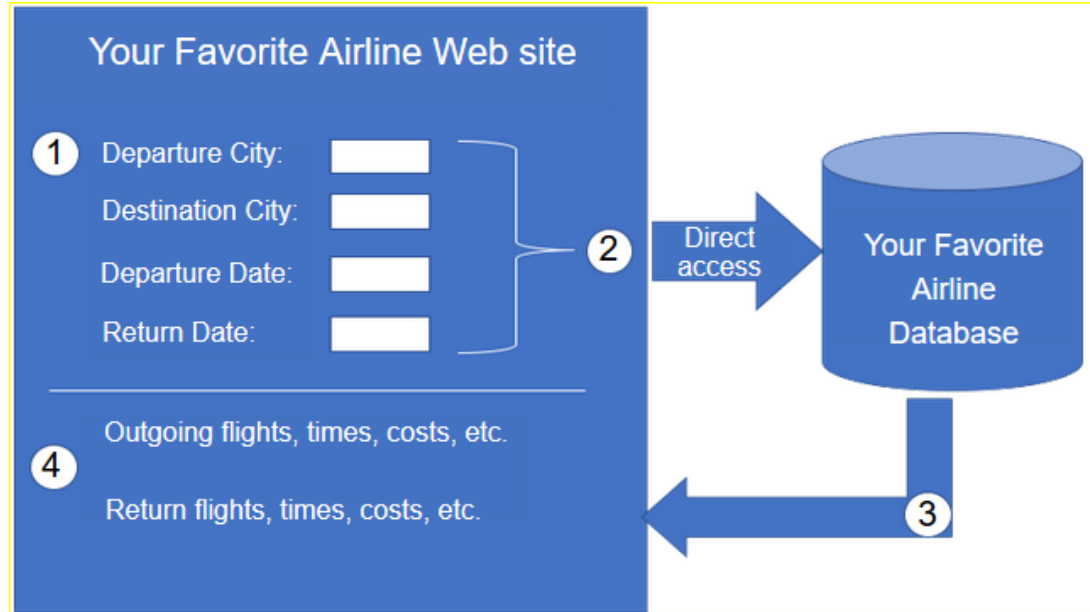 Your Favorite Airline Web site
1
Departure City:
Destination City:
Departure Date:
Return Date:
2
Direct
access
Your Favorite
Airline
Database
3
4
Outgoing flights, times, costs, etc.
Return flights, times, costs, etc.